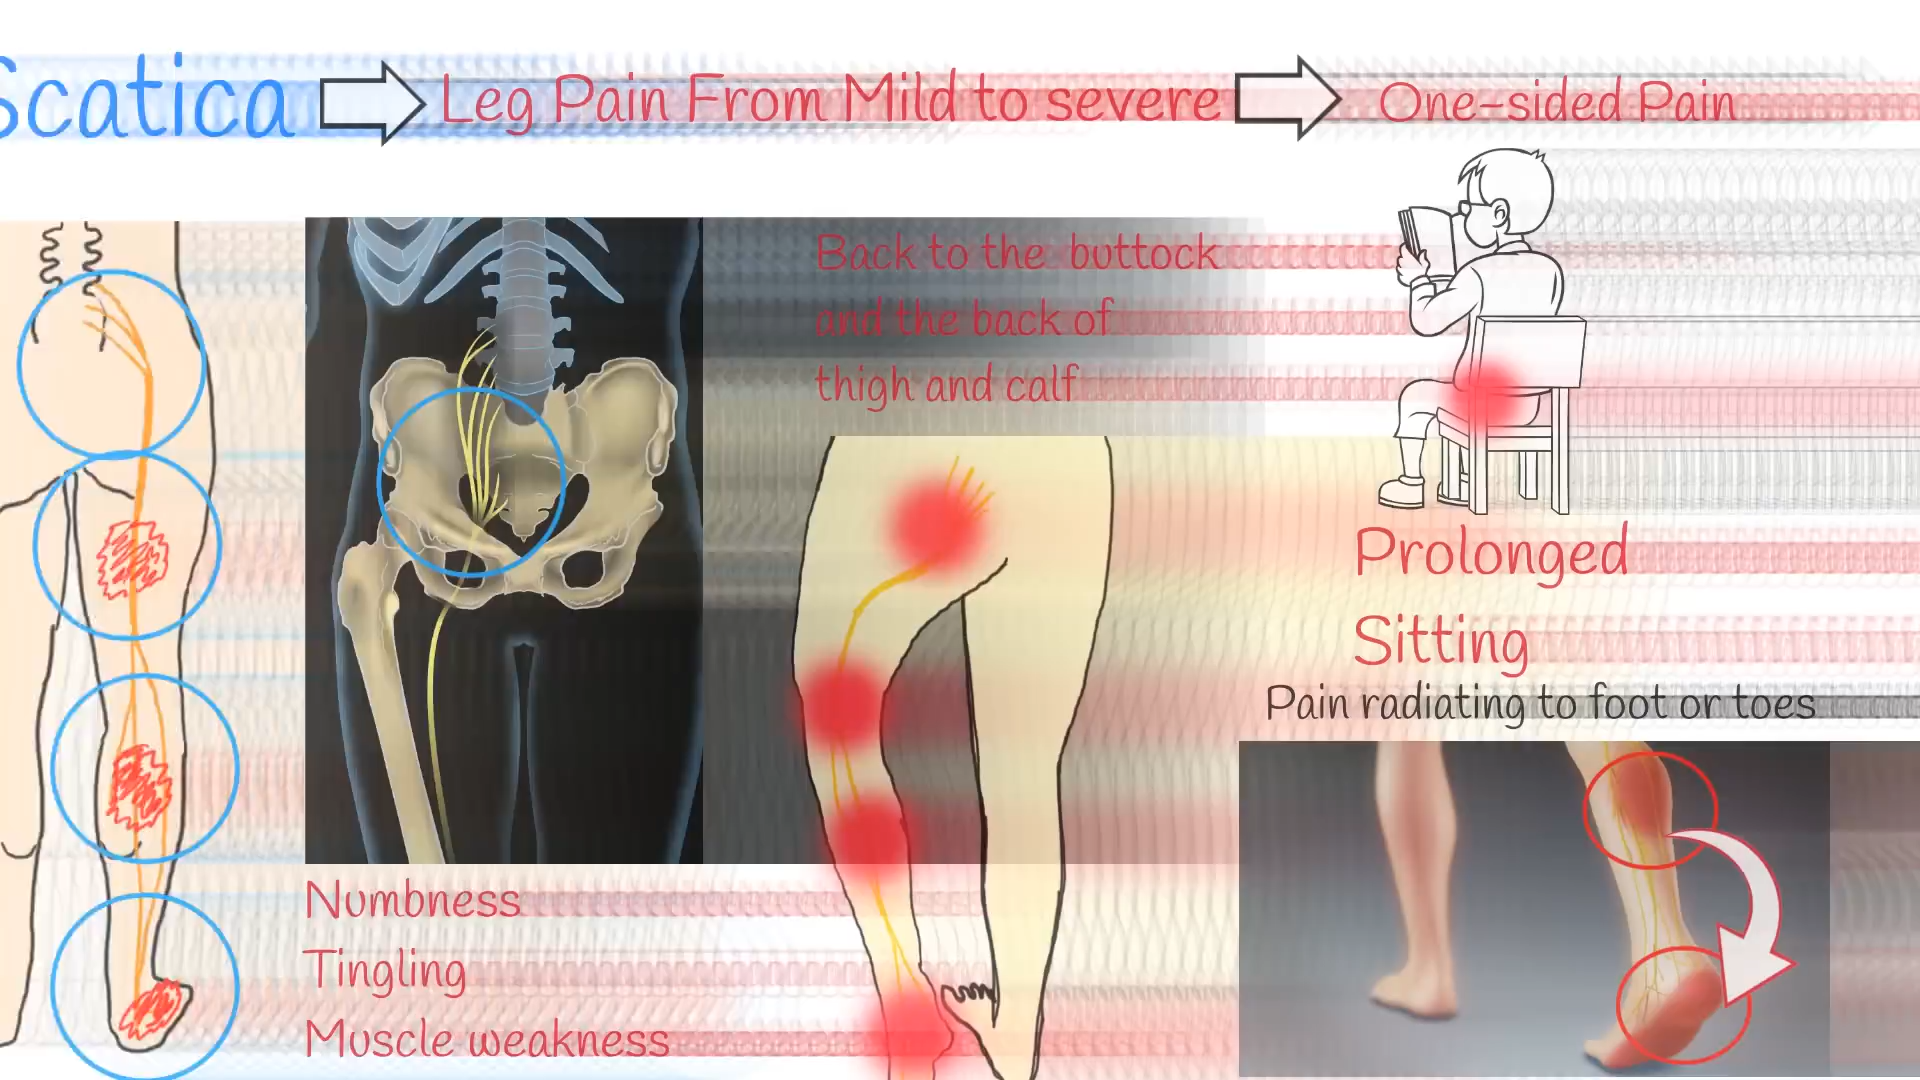 Scatica
Leg Pain From Mild to severe
One-sided Pain
Back to the buttock
and the back of
thigh and calf
Prolonged
Sitting
Pain radiating to foot or toes
Numbness
Tingling
Muscle weakness